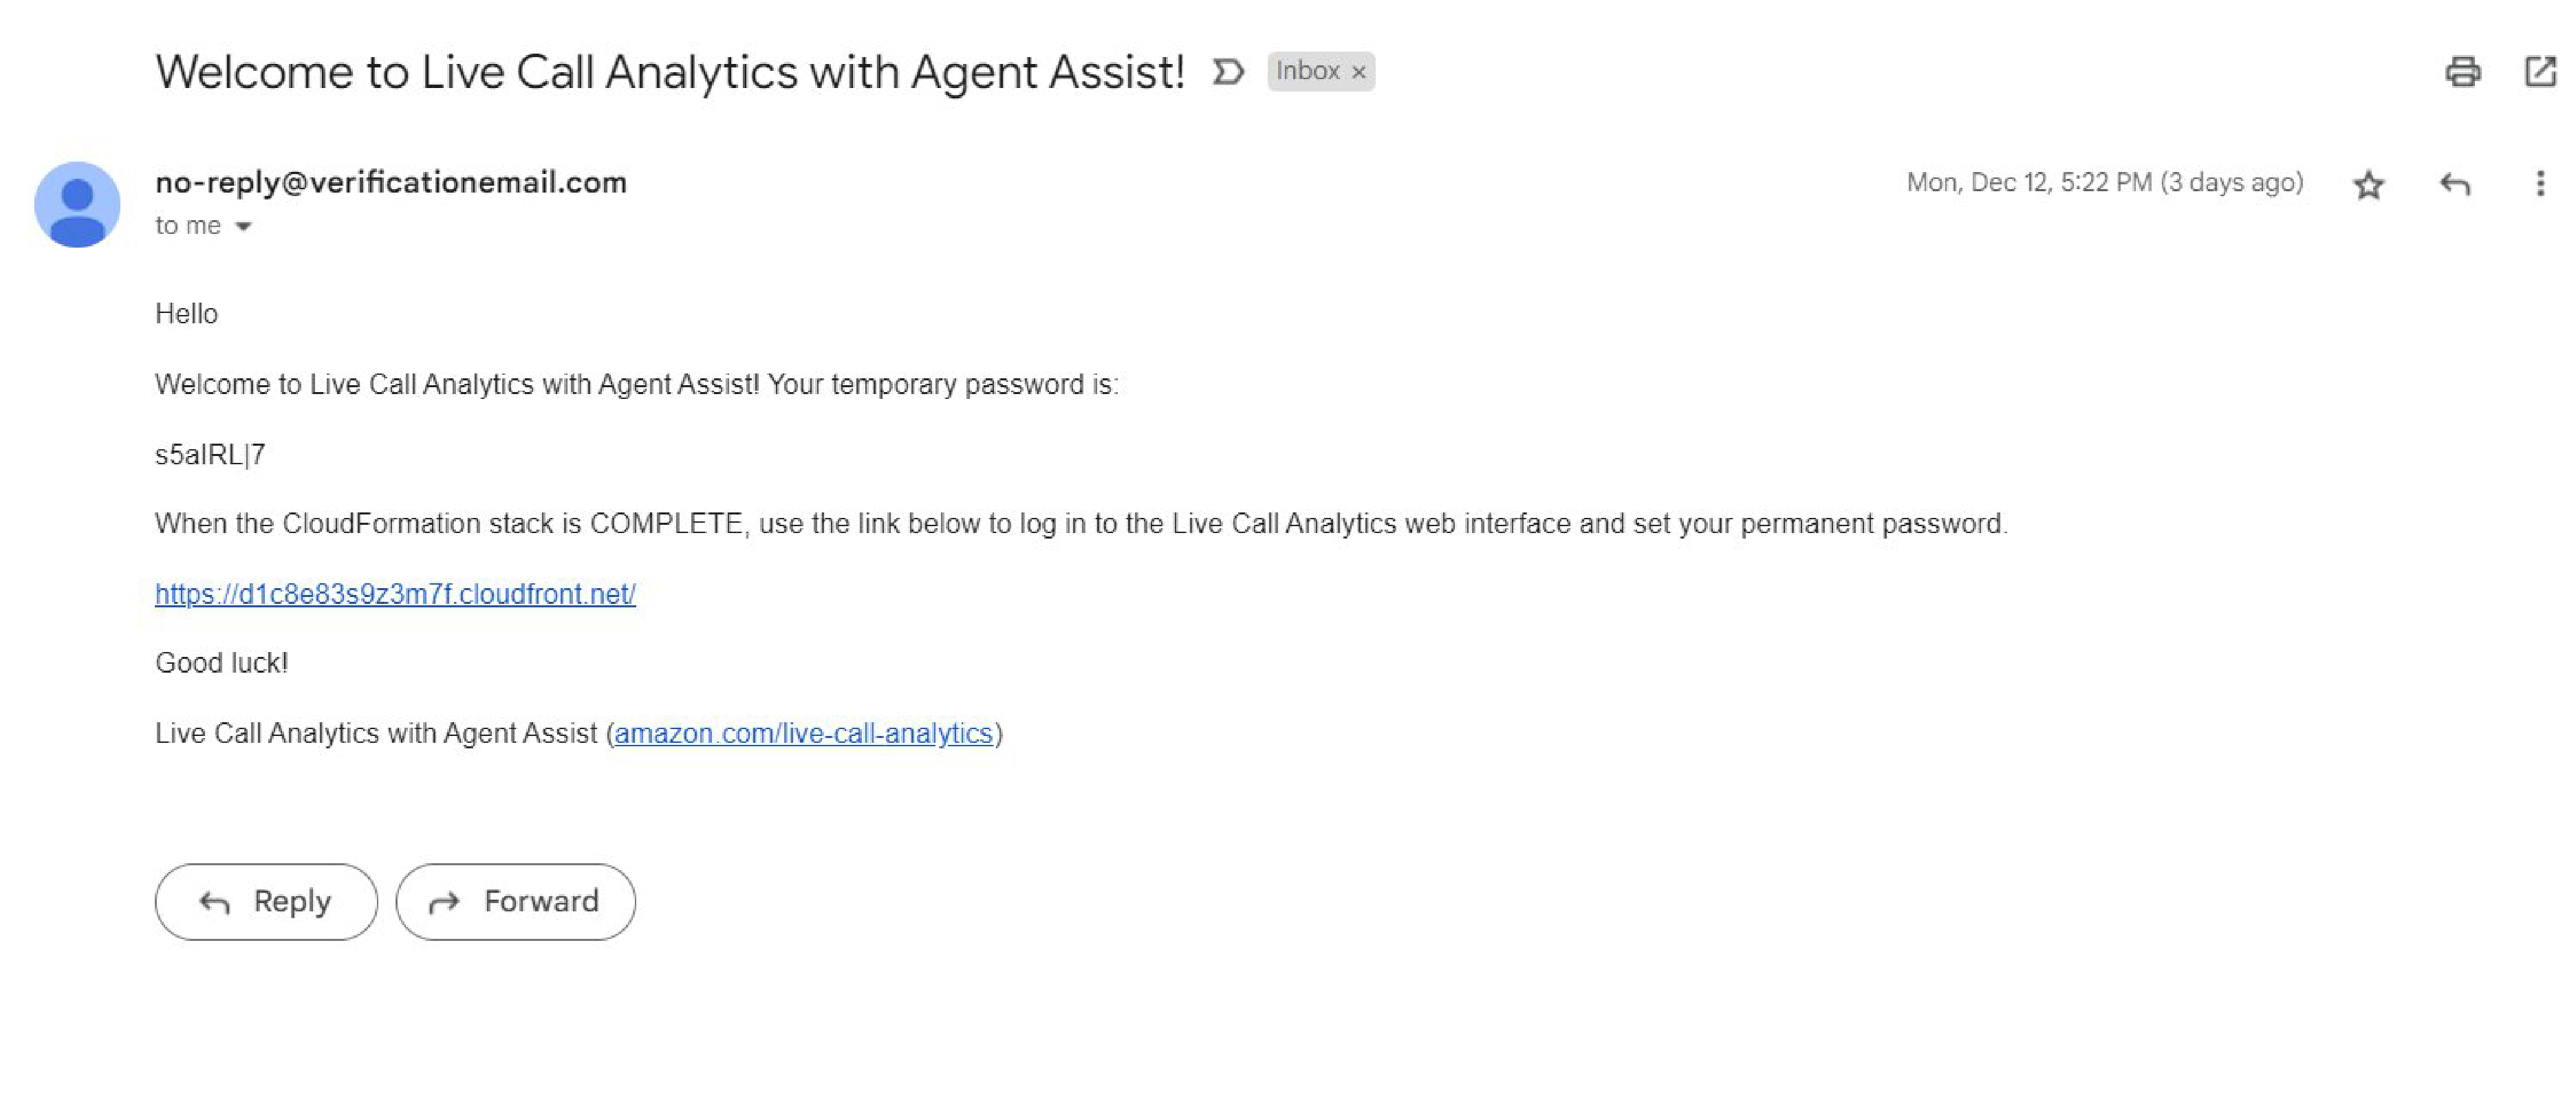 Welcome to Live Call Analytics with Agent Assist! Inbox ×
no-reply@verificationemail.com Mon, Dec 12, 5:22 PM (3 days ago)
to me
Hello
Welcome to Live Call Analytics with Agent Assist! Your temporary password is:
s5aIRL|7
When the CloudFormation stack is COMPLETE, use the link below to log in to the Live Call Analytics web interface and set your permanent password.
https://d1c8e83s9z3m7f.cloudfront.net/
Good luck!
Live Call Analytics with Agent Assist (amazon.com/live-call-analytics)
Reply Forward